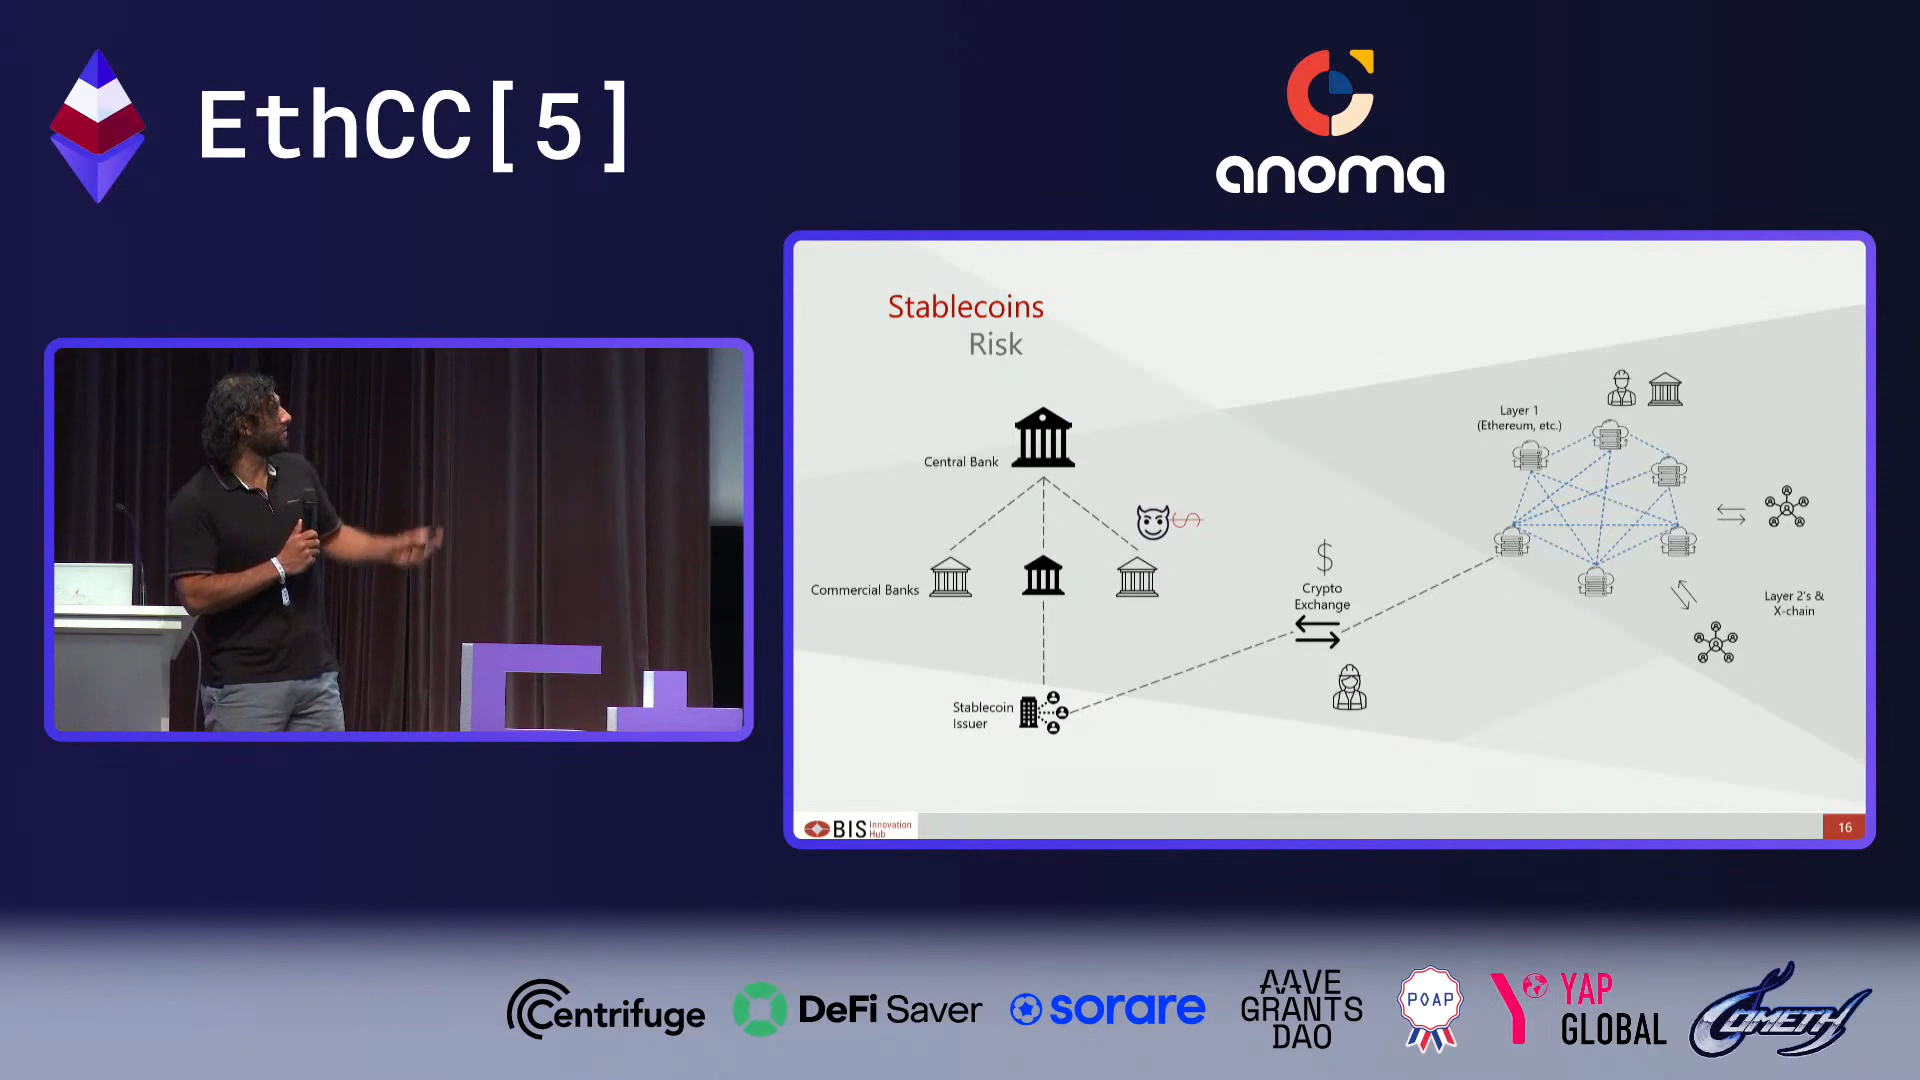 EthCC[5]
anoma
Stablecoins
Risk
Central Bank
Commercial Banks
Stablecoin
Issuer
$
Crypto
Exchange
Layer 1
(Ethereum, etc.)
Layer 2's &
X-chain
BIS Innovation
Hub
16
Centrifuge
DeFi Saver
sorare
AAVE
GRANTS
DAO
POAP
YAP
GLOBAL
COMETH